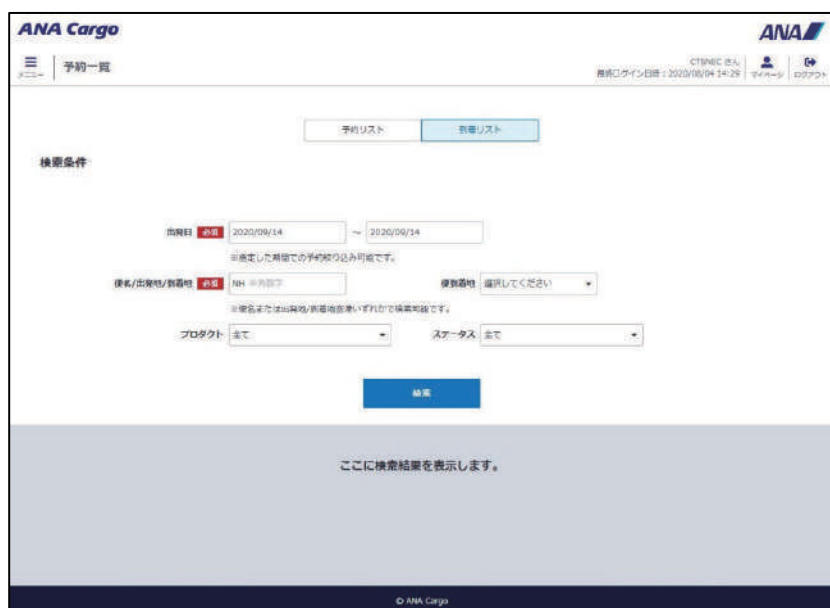 ANA Cargo
ANA
メニュー
予約一覧
CTSNEC さん
最終ログイン日時：2020/08/04 14:29
マイページ
ログアウト
予約リスト
到着リスト
検索条件
出発日 必須 2020/09/14 ～ 2020/09/14
※指定した期間での予約絞り込み可能です。
便名/出発地/到着地 必須 NH 半角数字 便到着地 選択してください
※便名または出発地/到着地空港いずれかで検索可能です。
プロダクト 全て ステータス 全て
検索
ここに検索結果を表示します。
© ANA Cargo